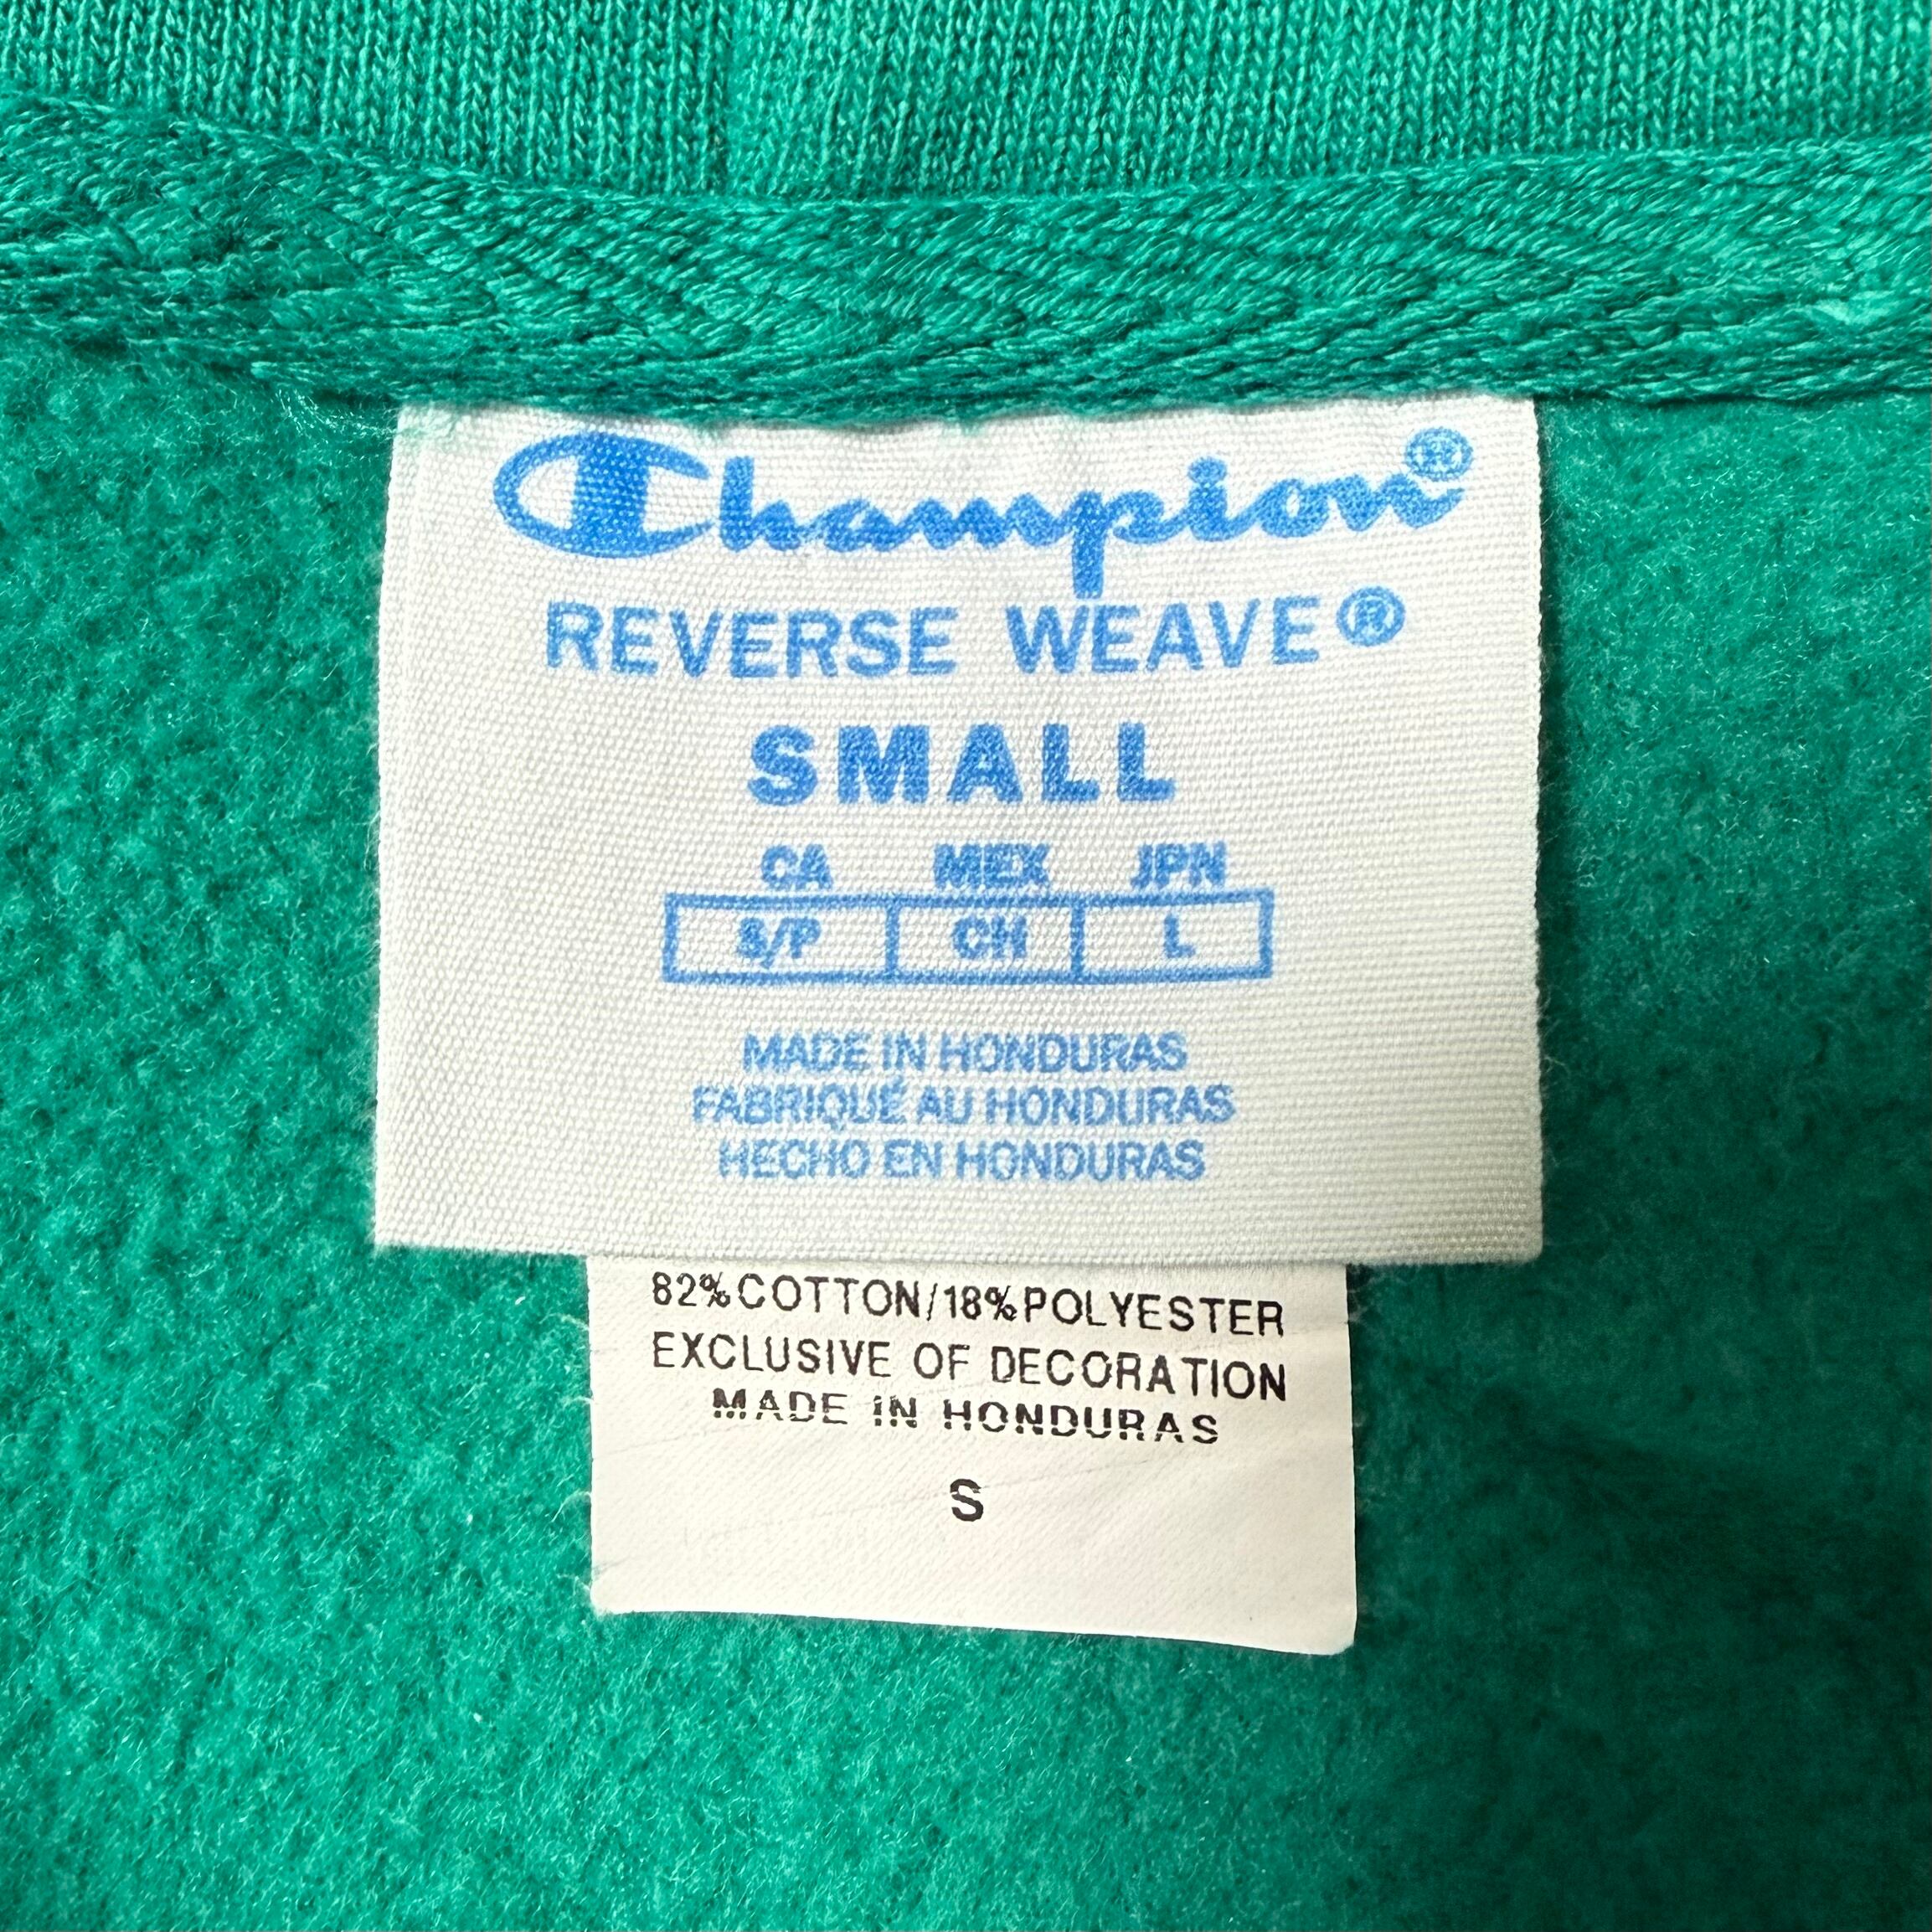 Champion®
REVERSE WEAVE®
SMALL
CA MEX JPN
S/P CH L
MADE IN HONDURAS
FABRIQUÉ AU HONDURAS
HECHO EN HONDURAS
82%COTTON/18%POLYESTER
EXCLUSIVE OF DECORATION
MADE IN HONDURAS
S